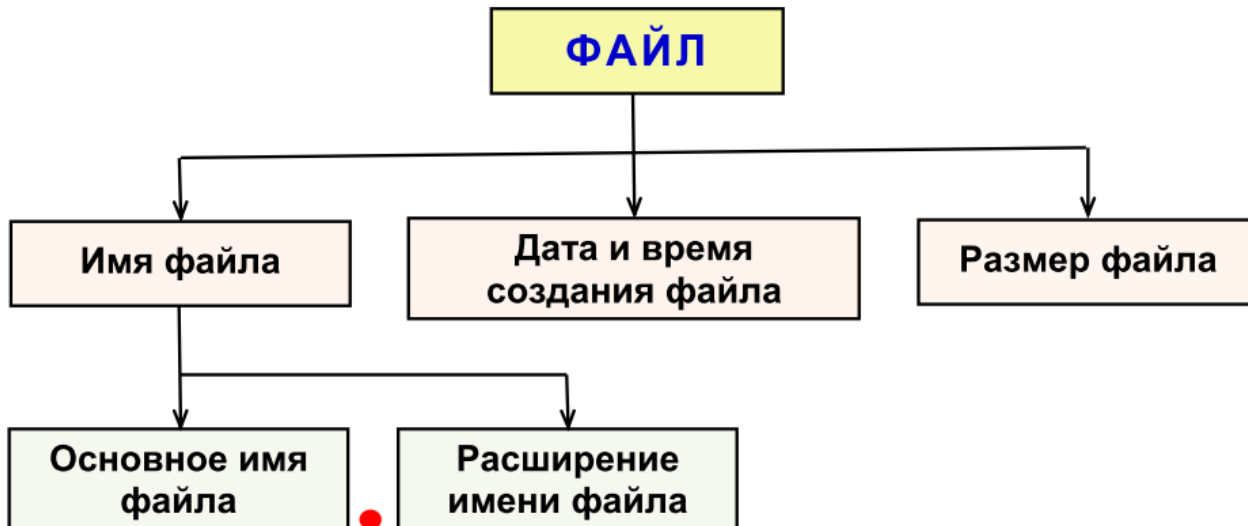 ФАЙЛ
Имя файла
Дата и время
создания файла
Размер файла
Основное имя
файла
Расширение
имени файла